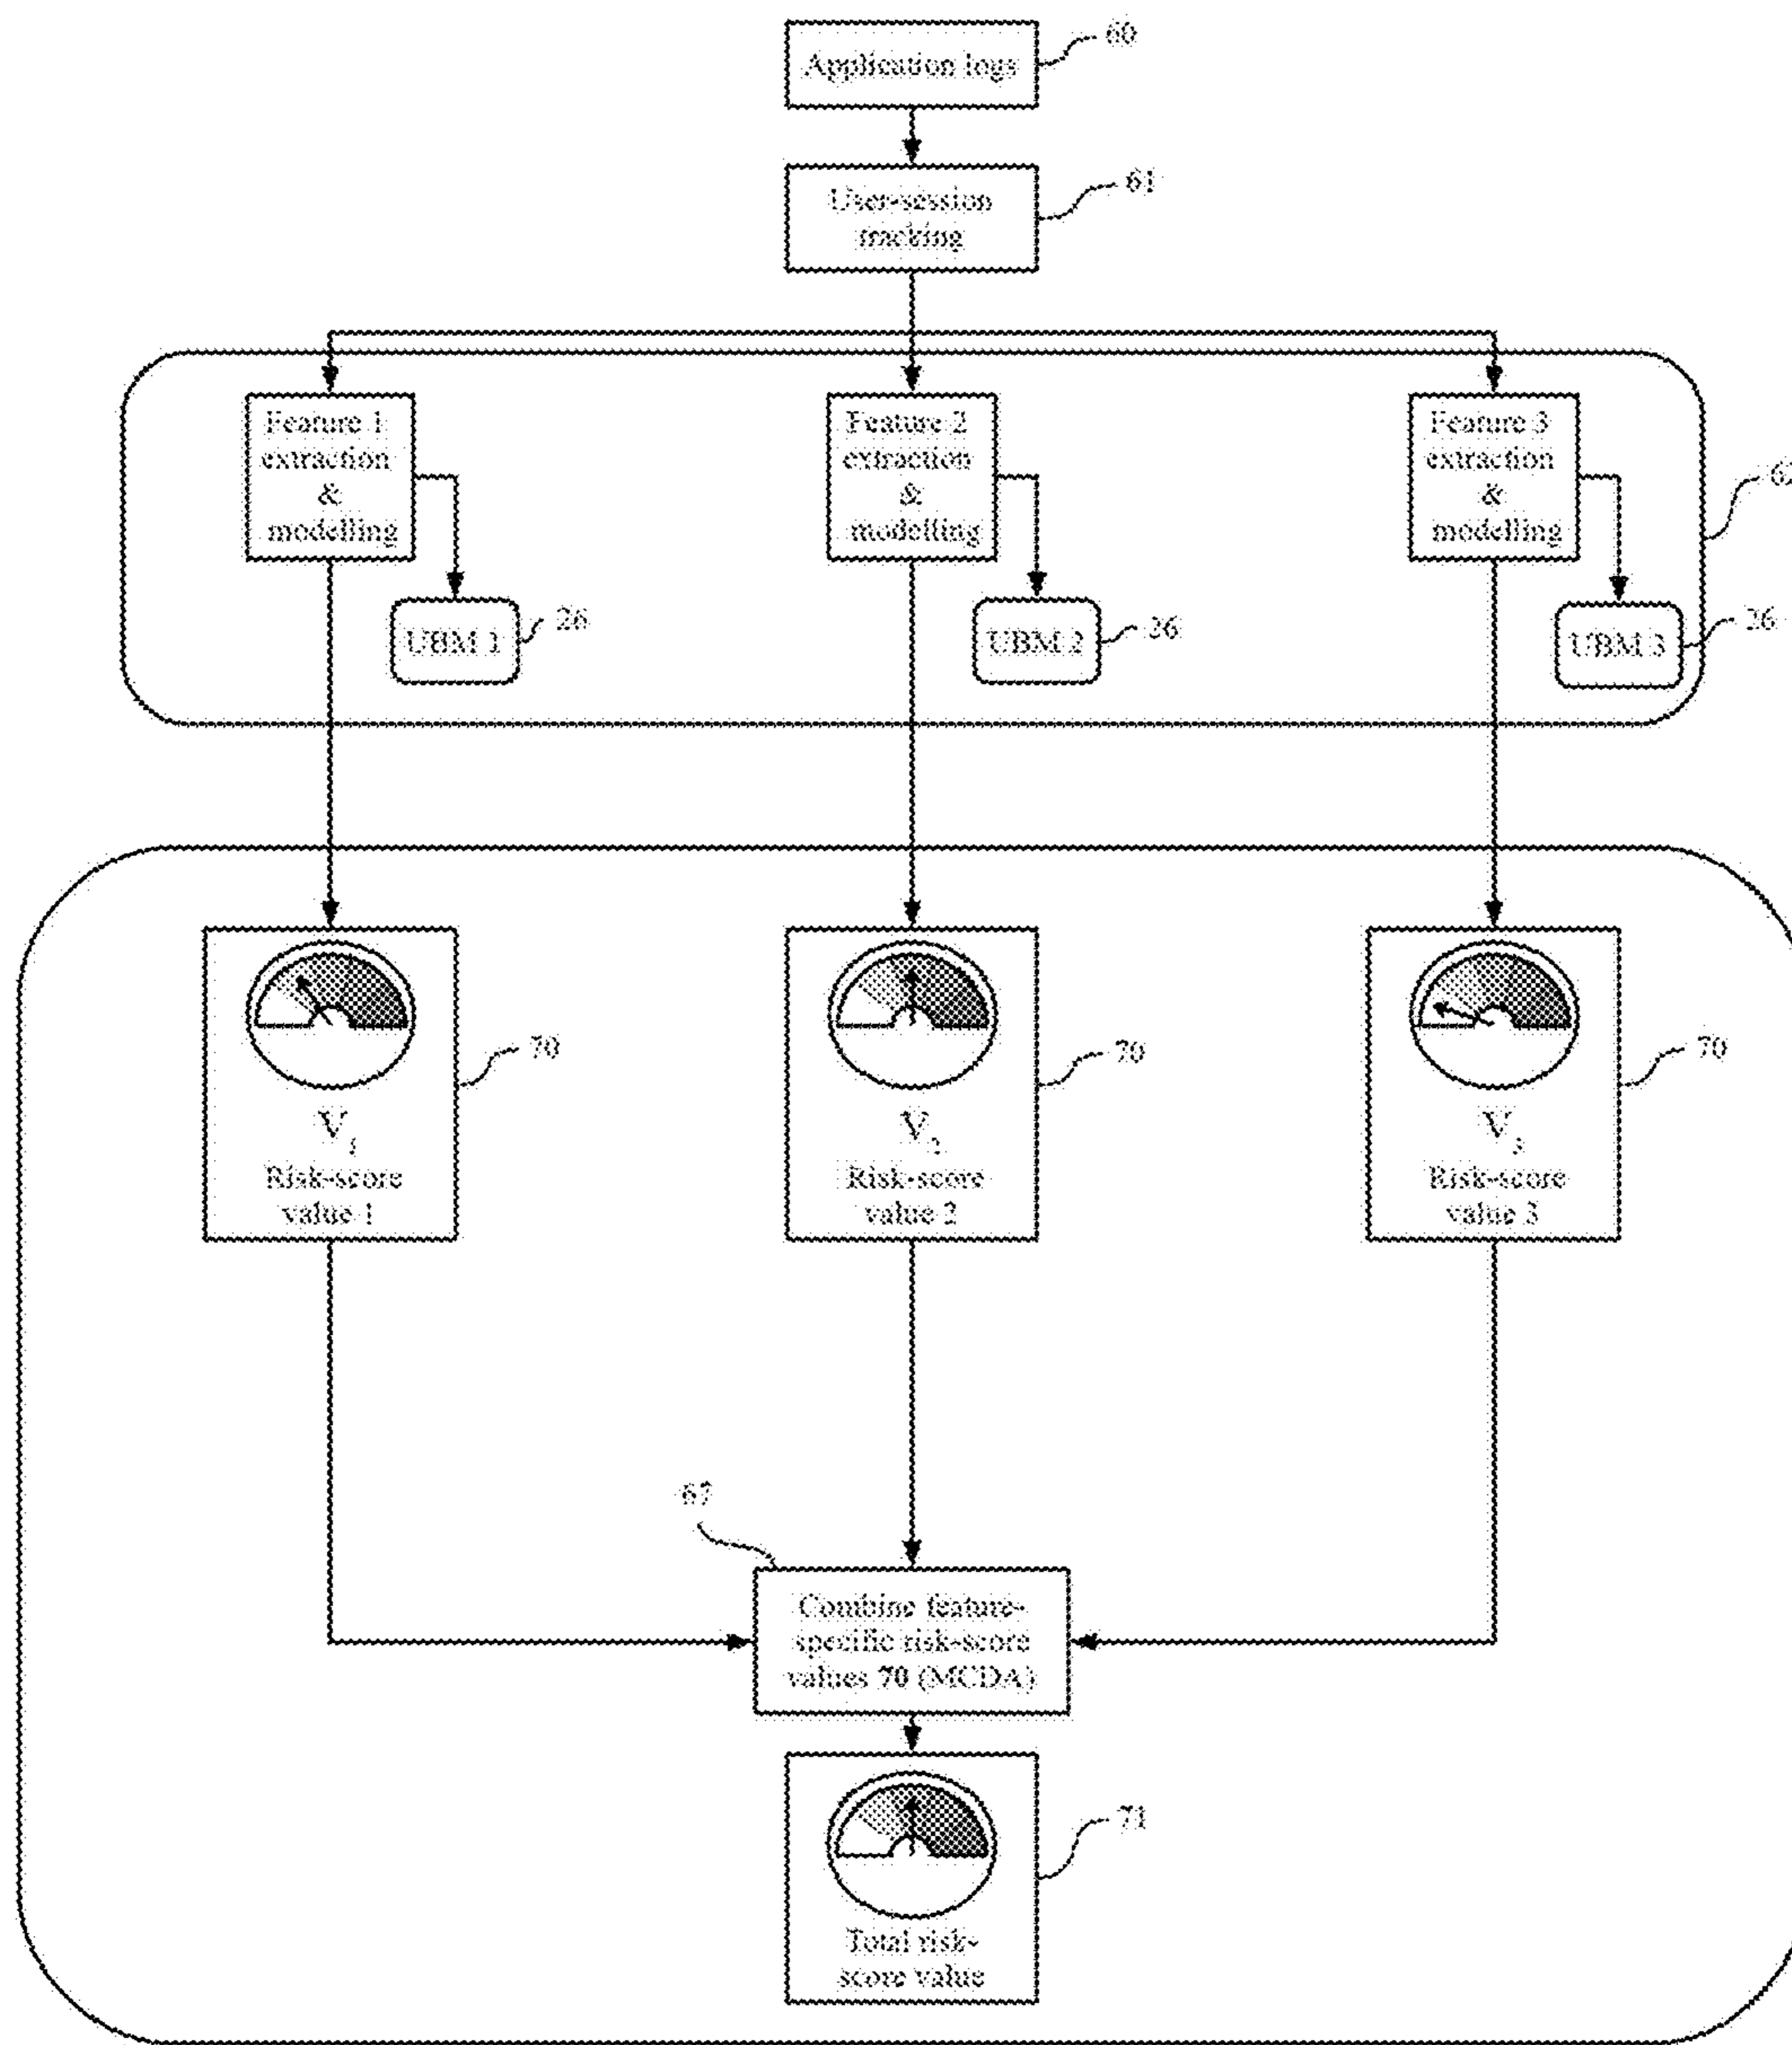 60
Application logs
61
User-session
tracking
Feature 1
extraction
&
modelling
Feature 2
extraction
&
modelling
Feature 3
extraction
&
modelling
UBM 1
26
UBM 2
26
UBM 3
26
70
70
70
V1
Risk-score
value 1
V2
Risk-score
value 2
V3
Risk-score
value 3
67
Combine feature-
specific risk-score
values 70 (MCDA)
71
Total risk-
score value